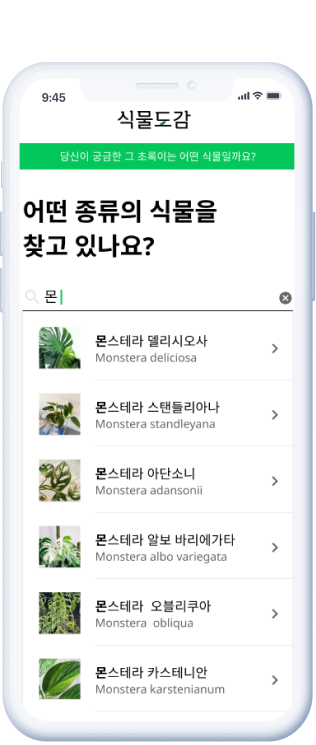 9:45
식물도감
당신이 궁금한 그 초록이는 어떤 식물일까요?
어떤 종류의 식물을
찾고 있나요?
몬
몬스테라 델리시오사
Monstera deliciosa
몬스테라 스탠들리아나
Monstera standleyana
몬스테라 아단소니
Monstera adansonii
몬스테라 알보 바리에가타
Monstera albo variegata
몬스테라 오블리쿠아
Monstera obliqua
몬스테라 카스테니안
Monstera karstenianum